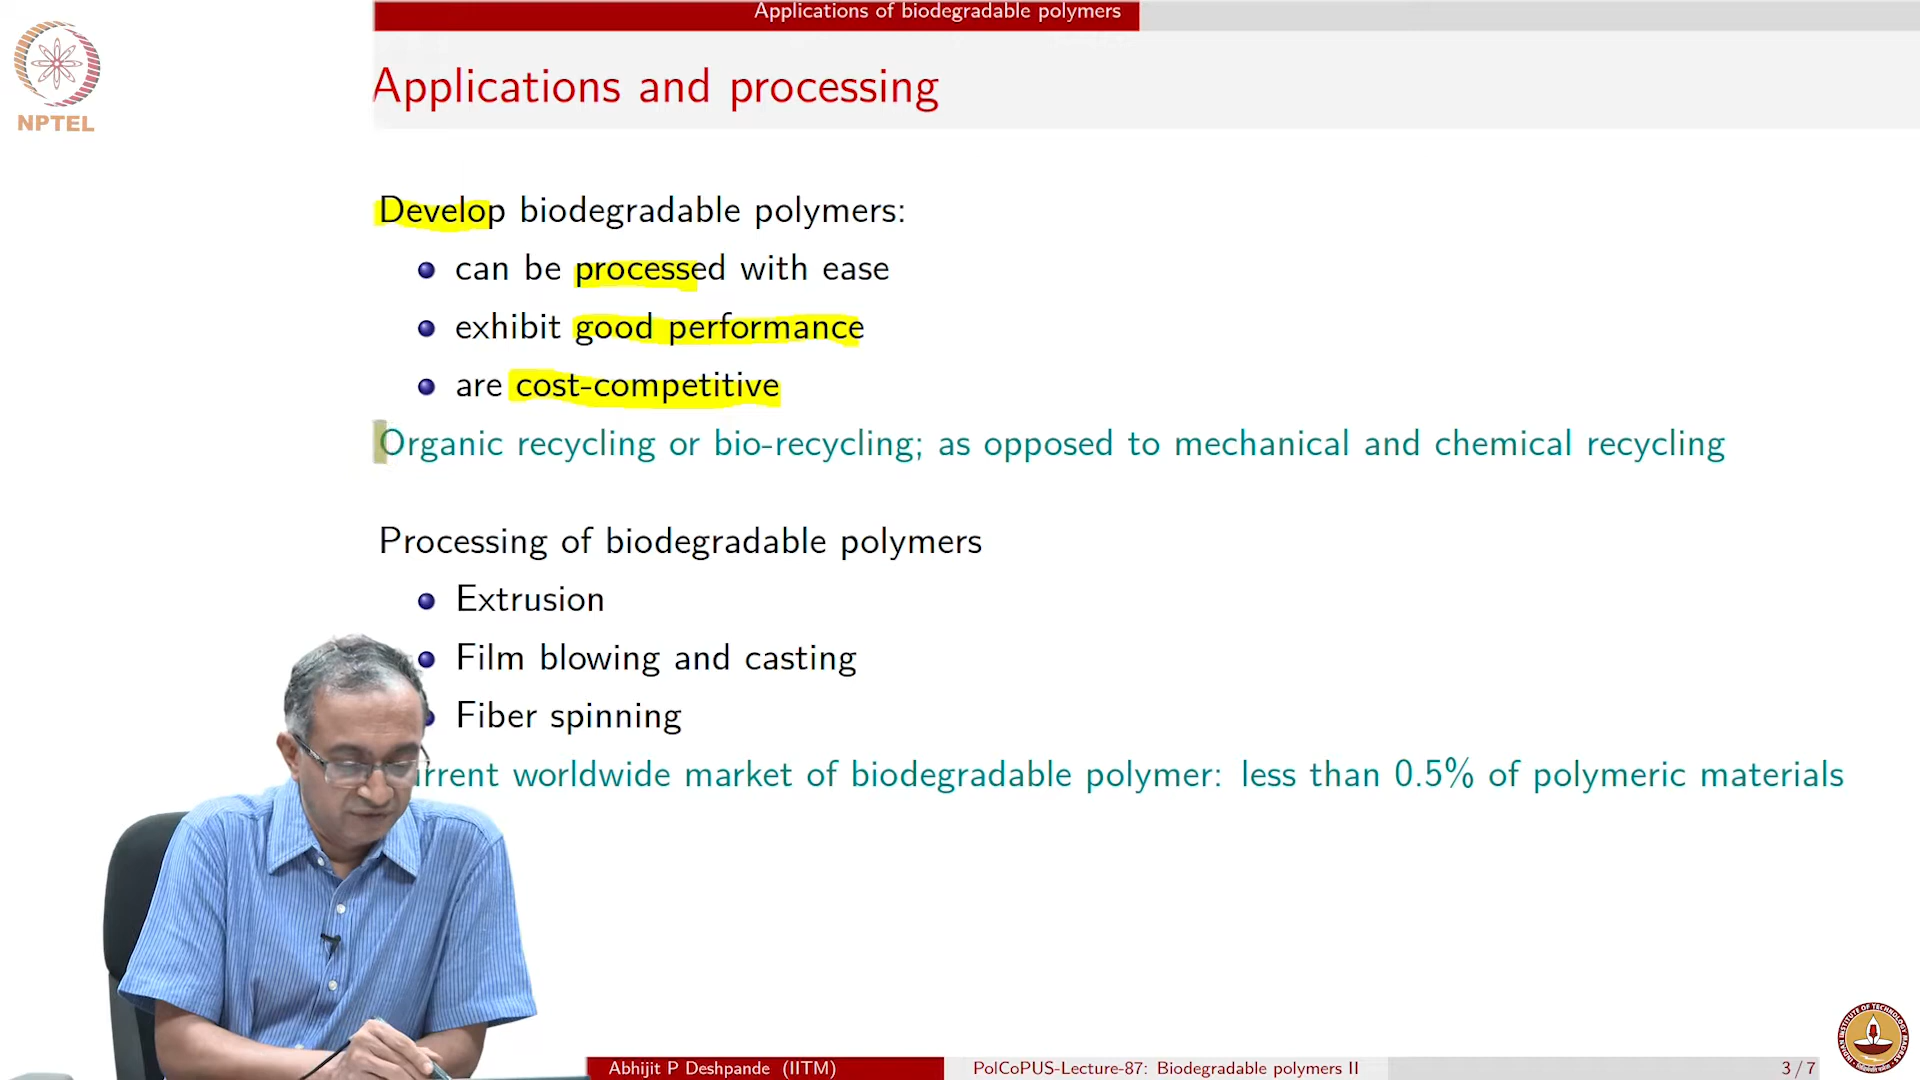 Applications of biodegradable polymers
NPTEL
Applications and processing
Develop biodegradable polymers:
can be processed with ease
exhibit good performance
are cost-competitive
Organic recycling or bio-recycling; as opposed to mechanical and chemical recycling
Processing of biodegradable polymers
Extrusion
Film blowing and casting
Fiber spinning
worldwide market of biodegradable polymer: less than 0.5% of polymeric materials
Abhijit P Deshpande (IITM)
PolCoPUS-Lecture-87: Biodegradable polymers II
3 / 7